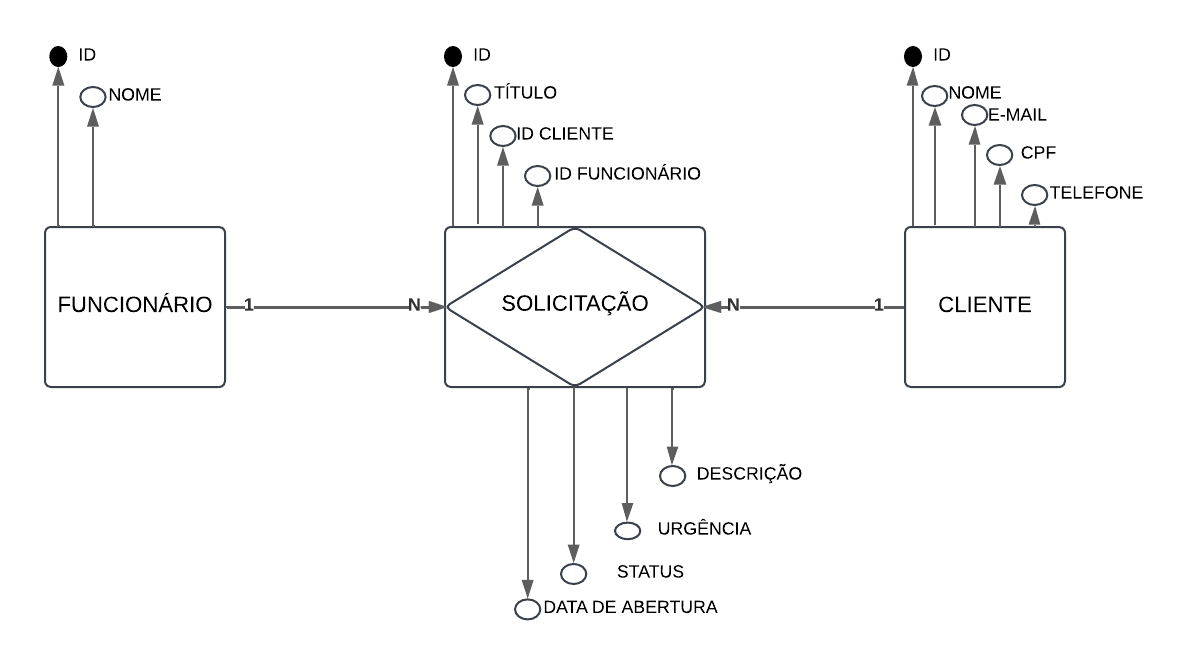 ID
NOME
FUNCIONÁRIO
1
N
ID
TÍTULO
ID CLIENTE
ID FUNCIONÁRIO
SOLICITAÇÃO
DESCRIÇÃO
URGÊNCIA
STATUS
DATA DE ABERTURA
N
1
ID
NOME
E-MAIL
CPF
TELEFONE
CLIENTE